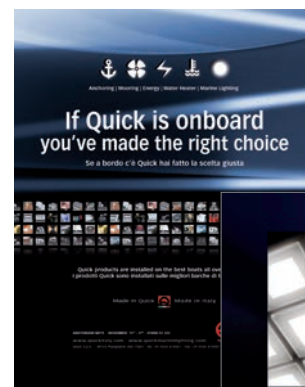 Anchoring | Mooring | Energy | Water Heater | Marine Lighting
If Quick is onboard
you've made the right choice
Se a bordo c'è Quick hai fatto la scelta giusta
Quick products are installed on the best boats all ove
I prodotti Quick sono installati sulle migliori barche di t
Made in Quick Made in Italy